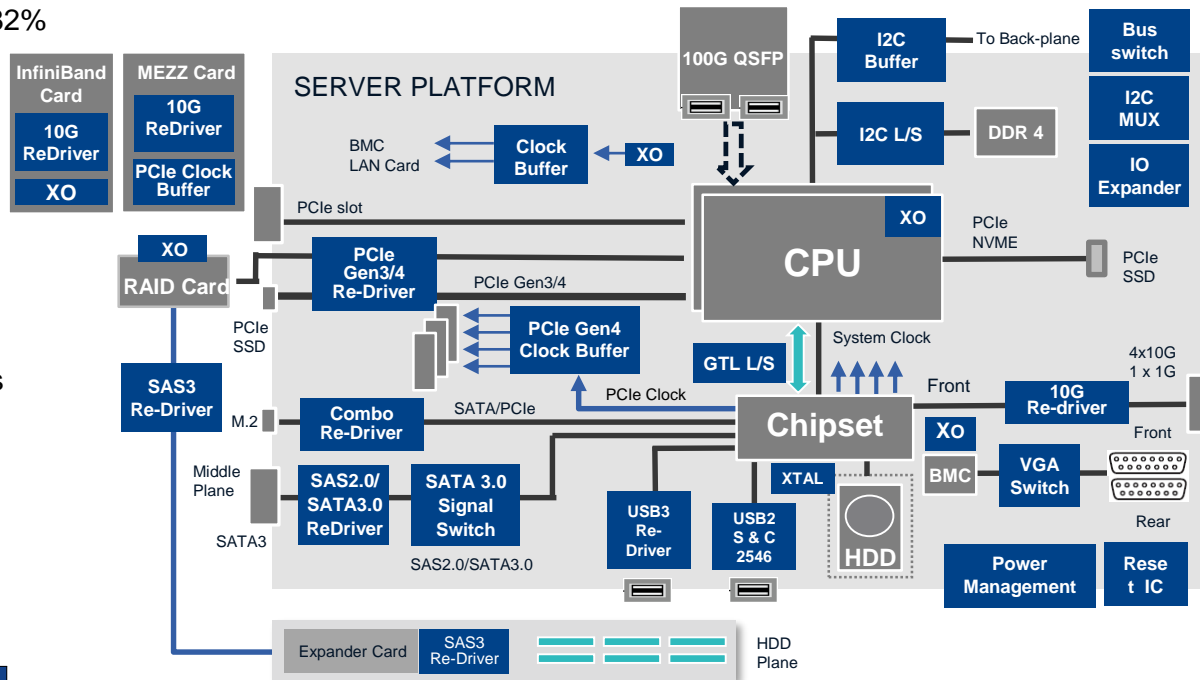 32%
InfiniBand
Card
10G
ReDriver
XO
MEZZ Card
10G
ReDriver
PCIe Clock
Buffer
SERVER PLATFORM
100G QSFP
I2C
Buffer
To Back-plane
Bus
switch
I2C
MUX
IO
Expander
BMC
LAN Card
Clock
Buffer
XO
I2C L/S
DDR 4
PCIe slot
XO
CPU
PCIe
NVME
PCIe
SSD
XO
RAID Card
PCIe
Gen3/4
Re-Driver
PCIe Gen3/4
PCIe
SSD
PCIe Gen4
Clock Buffer
GTL L/S
System Clock
4x10G
1 x 1G
s
SAS3
Re-Driver
PCIe Clock
Front
10G
Re-driver
M.2
Combo
Re-Driver
SATA/PCIe
Chipset
XO
Front
Middle
Plane
SATA3
SAS2.0/
SATA3.0
ReDriver
SATA 3.0
Signal
Switch
SAS2.0/SATA3.0
XTAL
BMC
VGA
Switch
Rear
USB3
Re-
Driver
USB2
S & C
2546
HDD
Power
Management
Rese
t IC
Expander Card
SAS3
Re-Driver
HDD
Plane